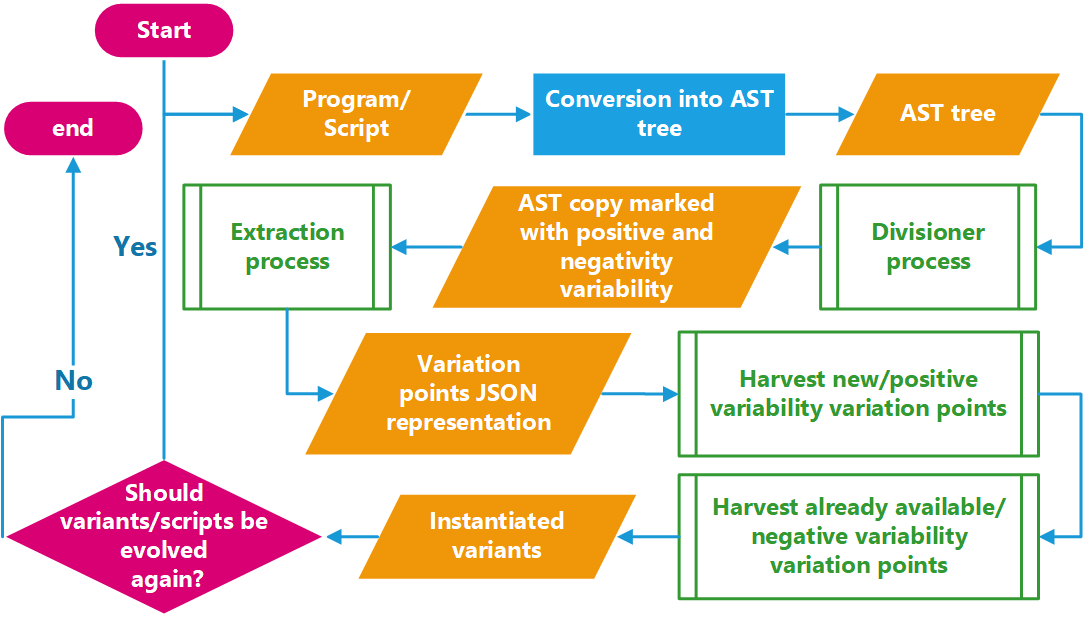 Start
Program/
Script
Conversion into AST
tree
AST tree
end
Extraction
process
AST copy marked
with positive and
negativity
variability
Divisioner
process
Yes
No
Variation
points JSON
representation
Harvest new/positive
variability variation points
Should
variants/scripts be
evolved
again?
Instantiated
variants
Harvest already available/
negative variability
variation points